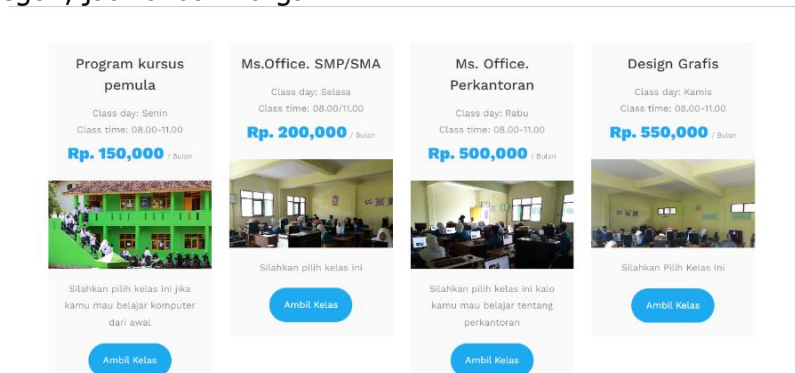 Program kursus
pemula
Class day: Senin
Class time: 08.00-11.00
Rp. 150,000 / Bulan
Silahkan pilih kelas ini jika
kamu mau belajar komputer
dari awal
Ambil Kelas
Ms.Office. SMP/SMA
Class day: Selasa
Class time: 08.00/11.00
Rp. 200,000 / Bulan
Silahkan pilih kelas ini
Ambil Kelas
Ms. Office.
Perkantoran
Class day: Rabu
Class time: 08.00-11.00
Rp. 500,000 / Bulan
Silahkan pilih kelas ini kalo
kamu mau belajar tentang
perkantoran
Ambil Kelas
Design Grafis
Class day: Kamis
Class time: 08.00-11.00
Rp. 550,000 / Bulan
Silahkan Pilih Kelas Ini
Ambil Kelas